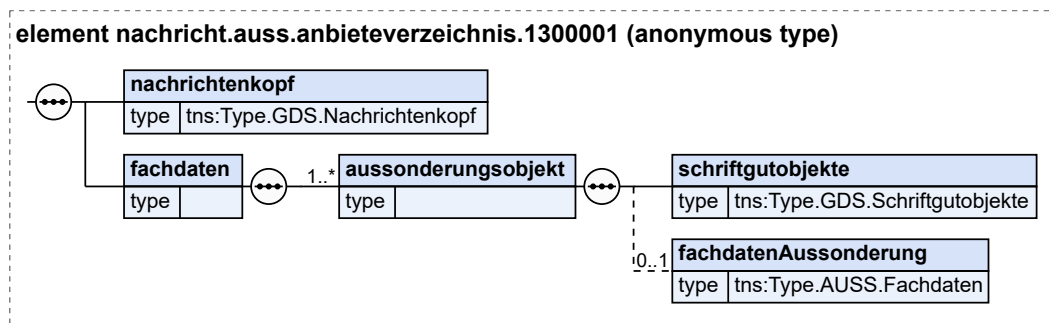 element nachricht.auss.anbieteverzeichnis.1300001 (anonymous type)
nachrichtenkopf
type tns:Type.GDS.Nachrichtenkopf
fachdaten
type
1..*
aussonderungsobjekt
type
schriftgutobjekte
type tns:Type.GDS.Schriftgutobjekte
0..1
fachdatenAussonderung
type tns:Type.AUSS.Fachdaten